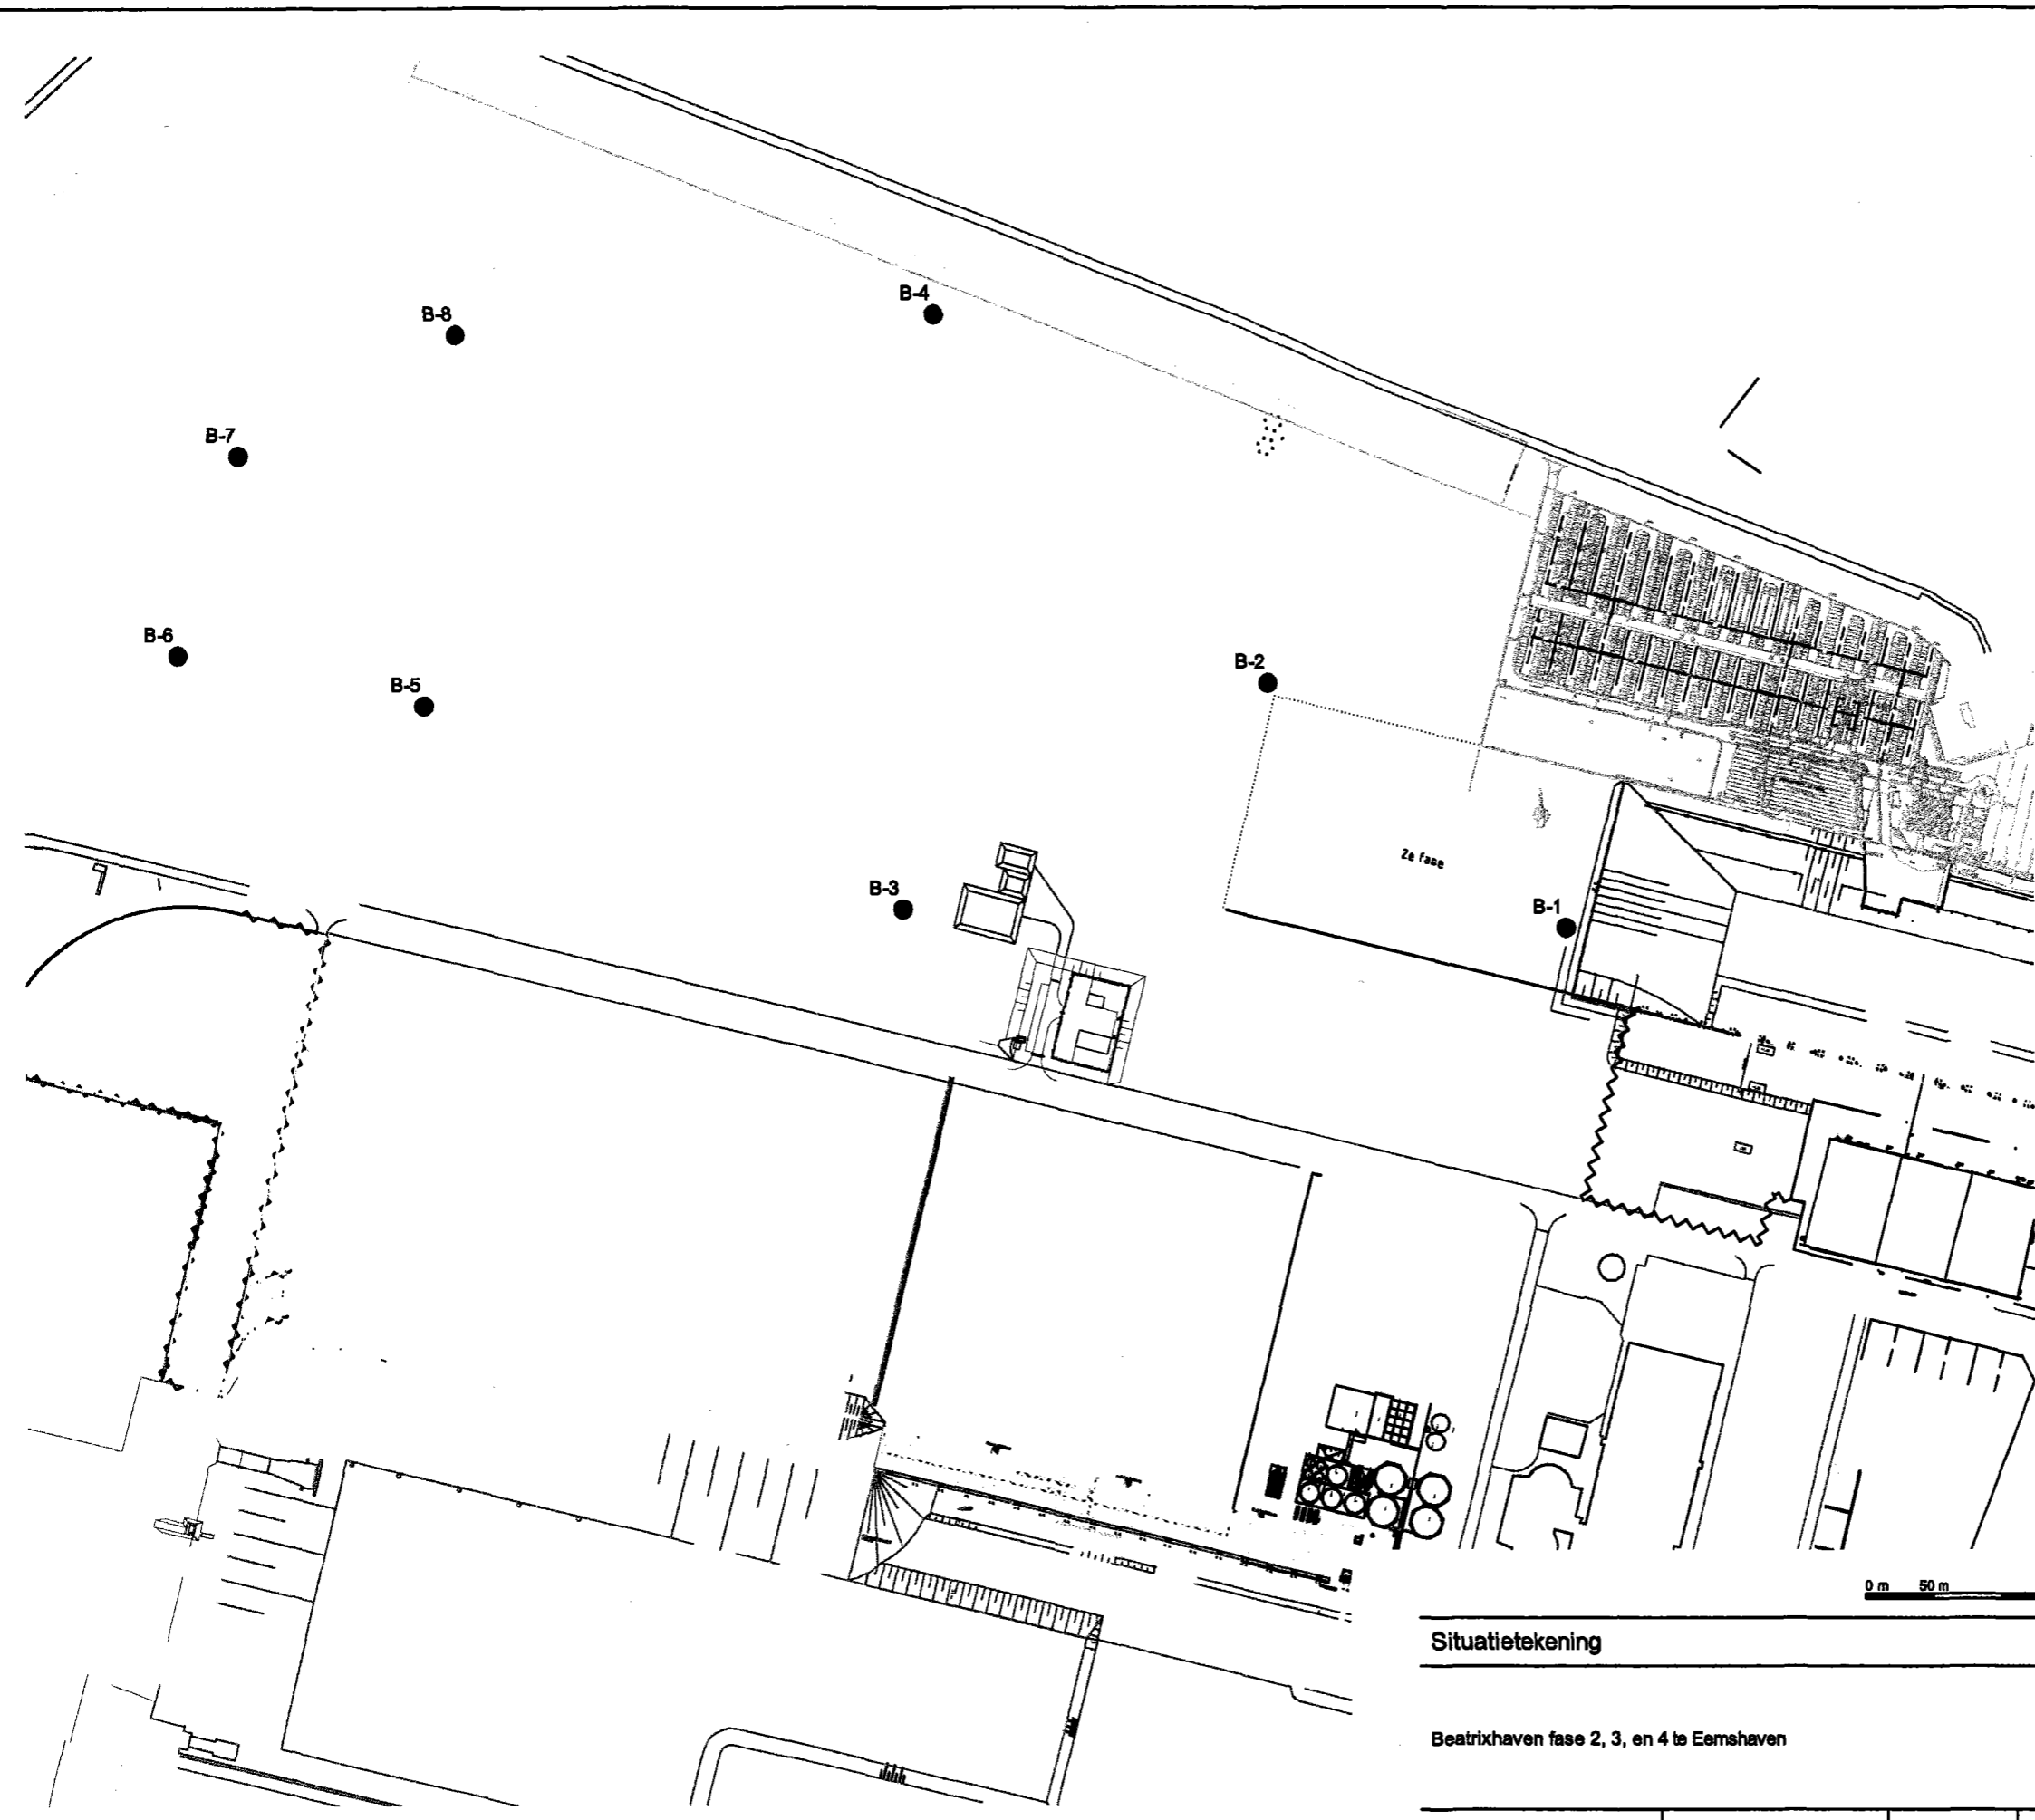 B-4
B-8
B-7
B-6
B-2
B-5
2e fase
B-3
B-1
0 m 50 m
Situatietekening
Beatrixhaven fase 2, 3, en 4 te Eemshaven